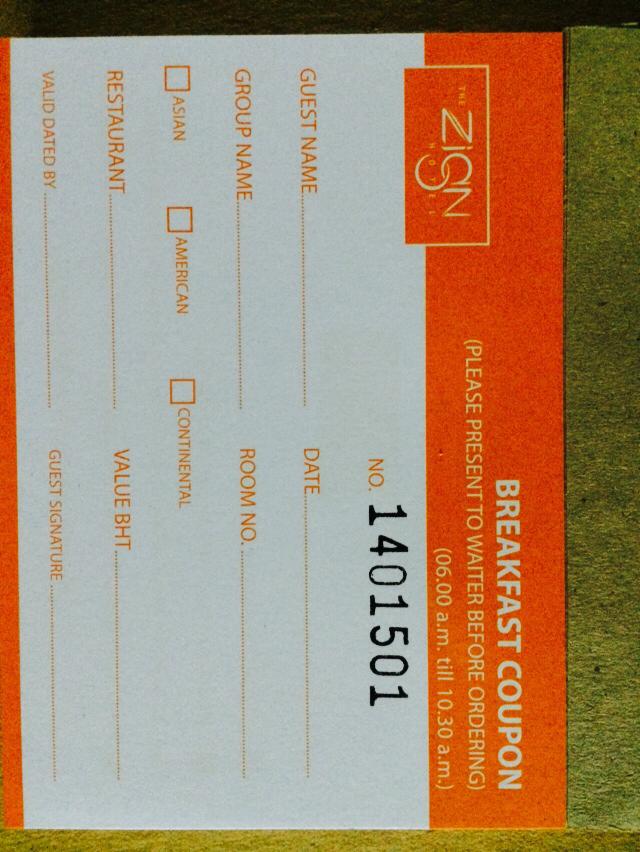 THE
ZIGN
HOTEL
BREAKFAST COUPON
(PLEASE PRESENT TO WAITER BEFORE ORDERING)
(06.00 a.m. till 10.30 a.m.)
NO. 1401501
GUEST NAME DATE
GROUP NAME ROOM NO.
ASIAN AMERICAN CONTINENTAL
RESTAURANT VALUE BHT
VALID DATED BY GUEST SIGNATURE